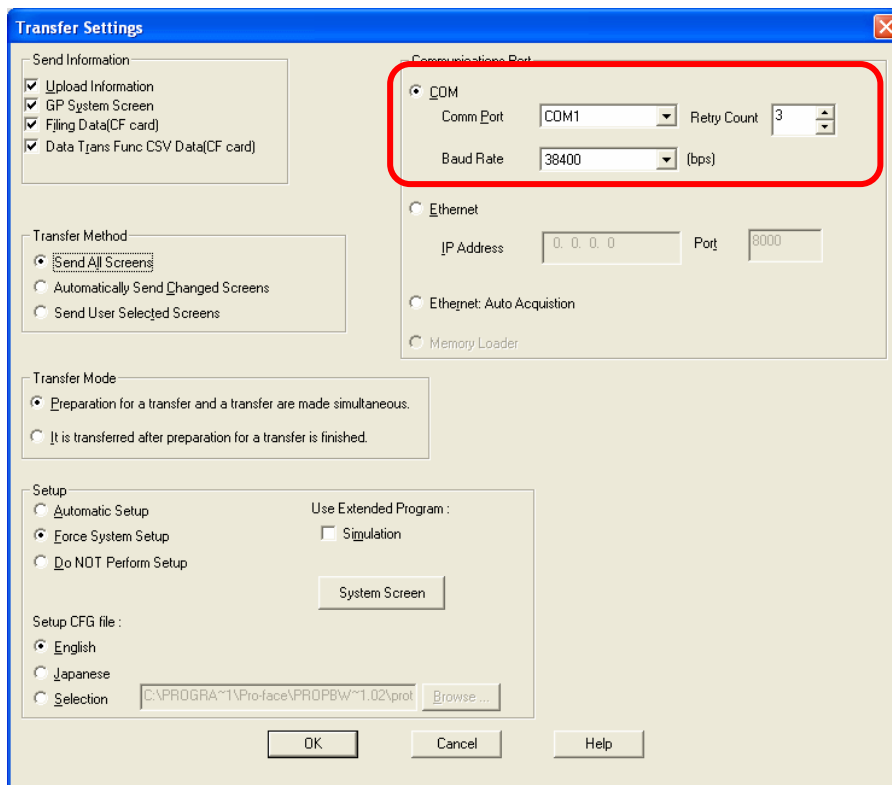 Transfer Settings
Send Information
Upload Information
GP System Screen
Filing Data(CF card)
Data Trans Func CSV Data(CF card)
Communications Port
COM
Comm Port COM1 Retry Count 3
Baud Rate 38400 (bps)
Ethernet
IP Address 0. 0. 0. 0 Port 8000
Ethernet: Auto Acquistion
Memory Loader
Transfer Method
Send All Screens
Automatically Send Changed Screens
Send User Selected Screens
Transfer Mode
Preparation for a transfer and a transfer are made simultaneous.
It is transferred after preparation for a transfer is finished.
Setup
Automatic Setup
Force System Setup
Do NOT Perform Setup
Use Extended Program :
Simulation
System Screen
Setup CFG file :
English
Japanese
Selection C:\PROGRA~1\Pro-face\PROPBW~1.02\prot Browse ...
OK Cancel Help